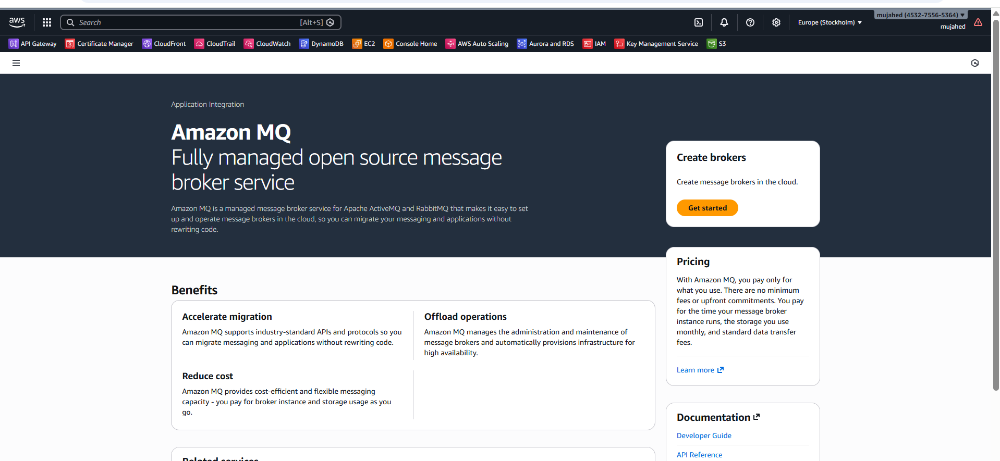 aws
Search
[Alt+S]
Europe (Stockholm)
mujahed (4532-7556-5364)
mujahed
API Gateway
Certificate Manager
CloudFront
CloudTrail
CloudWatch
DynamoDB
EC2
Console Home
AWS Auto Scaling
Aurora and RDS
IAM
Key Management Service
S3
Application Integration
Amazon MQ
Fully managed open source message
broker service
Amazon MQ is a managed message broker service for Apache ActiveMQ and RabbitMQ that makes it easy to set
up and operate message brokers in the cloud, so you can migrate your messaging and applications without
rewriting code.
Create brokers
Create message brokers in the cloud.
Get started
Pricing
With Amazon MQ, you pay only for
what you use. There are no minimum
fees or upfront commitments. You pay
for the time your message broker
instance runs, the storage you use
monthly, and standard data transfer
fees.
Learn more
Benefits
Accelerate migration
Amazon MQ supports industry-standard APIs and protocols so you
can migrate messaging and applications without rewriting code.
Offload operations
Amazon MQ manages the administration and maintenance of
message brokers and automatically provisions infrastructure for
high availability.
Reduce cost
Amazon MQ provides cost-efficient and flexible messaging
capacity - you pay for broker instance and storage usage as you
go.
Documentation
Developer Guide
API Reference
Related services